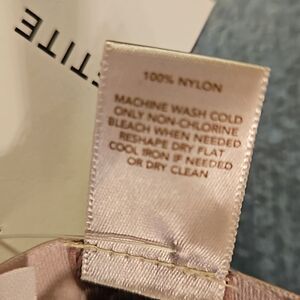 TITE
100% NYLON
MACHINE WASH COLD
ONLY NON-CHLORINE
BLEACH WHEN NEEDED
RESHAPE DRY FLAT
COOL IRON IF NEEDED
OR DRY CLEAN